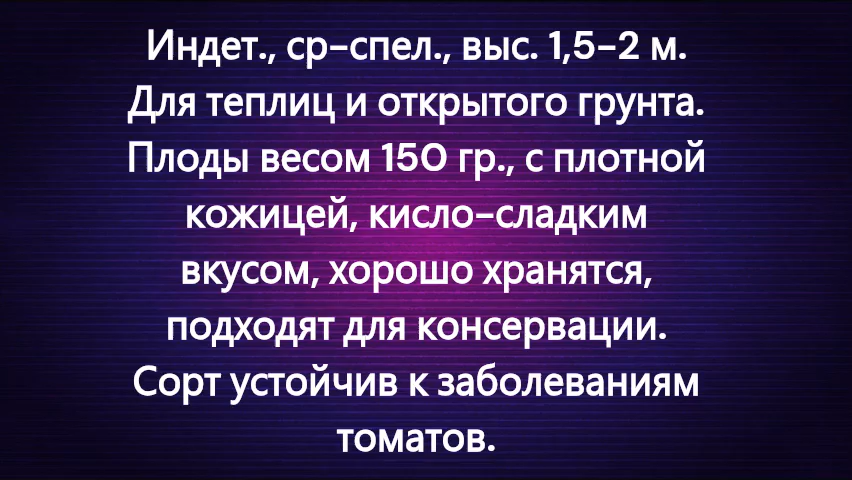 Индет., ср-спел., выс. 1,5-2 м.
Для теплиц и открытого грунта.
Плоды весом 150 гр., с плотной
кожицей, кисло-сладким
вкусом, хорошо хранятся,
подходят для консервации.
Сорт устойчив к заболеваниям
томатов.